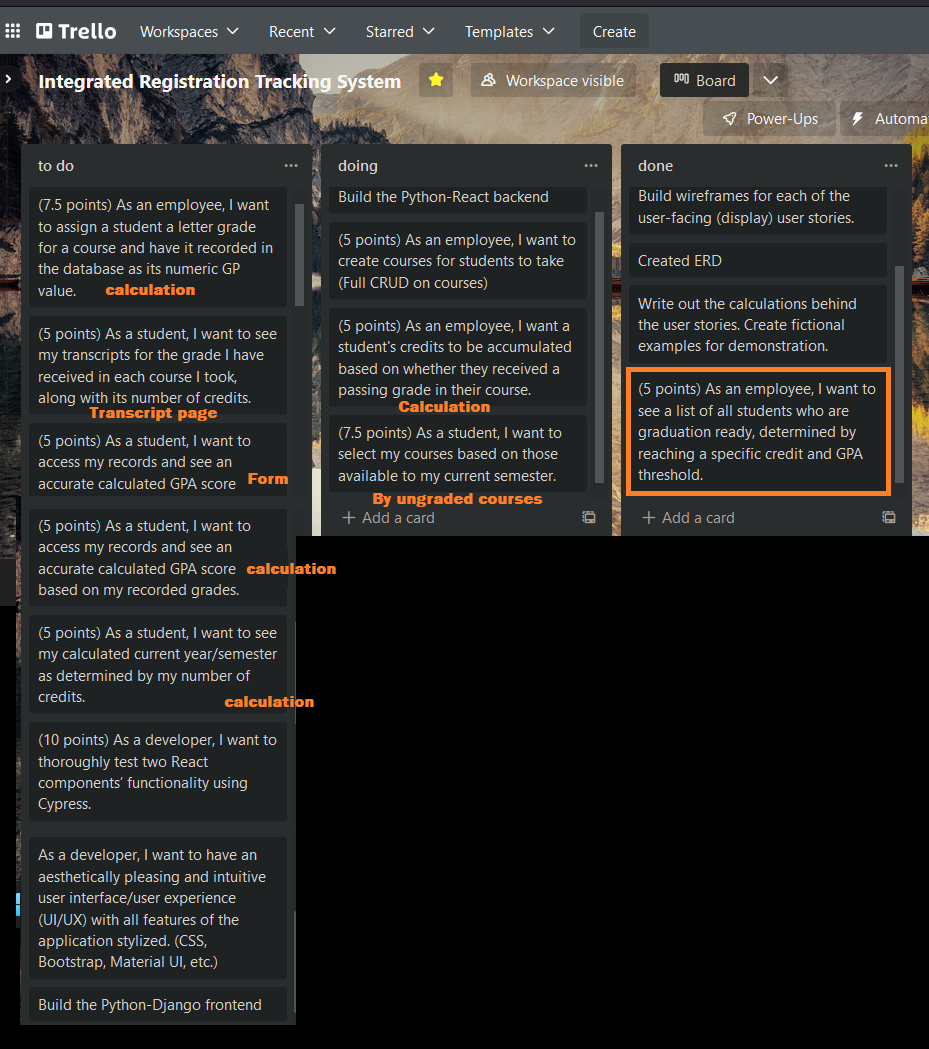 Trello
Workspaces
Recent
Starred
Templates
Create
Integrated Registration Tracking System
Workspace visible
Board
Power-Ups
Automa
to do
(7.5 points) As an employee, I want
to assign a student a letter grade
for a course and have it recorded in
the database as its numeric GP
value.
calculation
(5 points) As a student, I want to see
my transcripts for the grade I have
received in each course I took,
along with its number of credits.
Transcript page
(5 points) As a student, I want to
access my records and see an
accurate calculated GPA score
Form
(5 points) As a student, I want to
access my records and see an
accurate calculated GPA score
calculation
based on my recorded grades.
(5 points) As a student, I want to see
my calculated current year/semester
as determined by my number of
credits.
calculation
(10 points) As a developer, I want to
thoroughly test two React
components’ functionality using
Cypress.
As a developer, I want to have an
aesthetically pleasing and intuitive
user interface/user experience
(UI/UX) with all features of the
application stylized. (CSS,
Bootstrap, Material UI, etc.)
Build the Python-Django frontend
doing
Build the Python-React backend
(5 points) As an employee, I want to
create courses for students to take
(Full CRUD on courses)
(5 points) As an employee, I want a
student's credits to be accumulated
based on whether they received a
passing grade in their course.
Calculation
(7.5 points) As a student, I want to
select my courses based on those
available to my current semester.
By ungraded courses
Add a card
done
Build wireframes for each of the
user-facing (display) user stories.
Created ERD
Write out the calculations behind
the user stories. Create fictional
examples for demonstration.
(5 points) As an employee, I want to
see a list of all students who are
graduation ready, determined by
reaching a specific credit and GPA
threshold.
Add a card